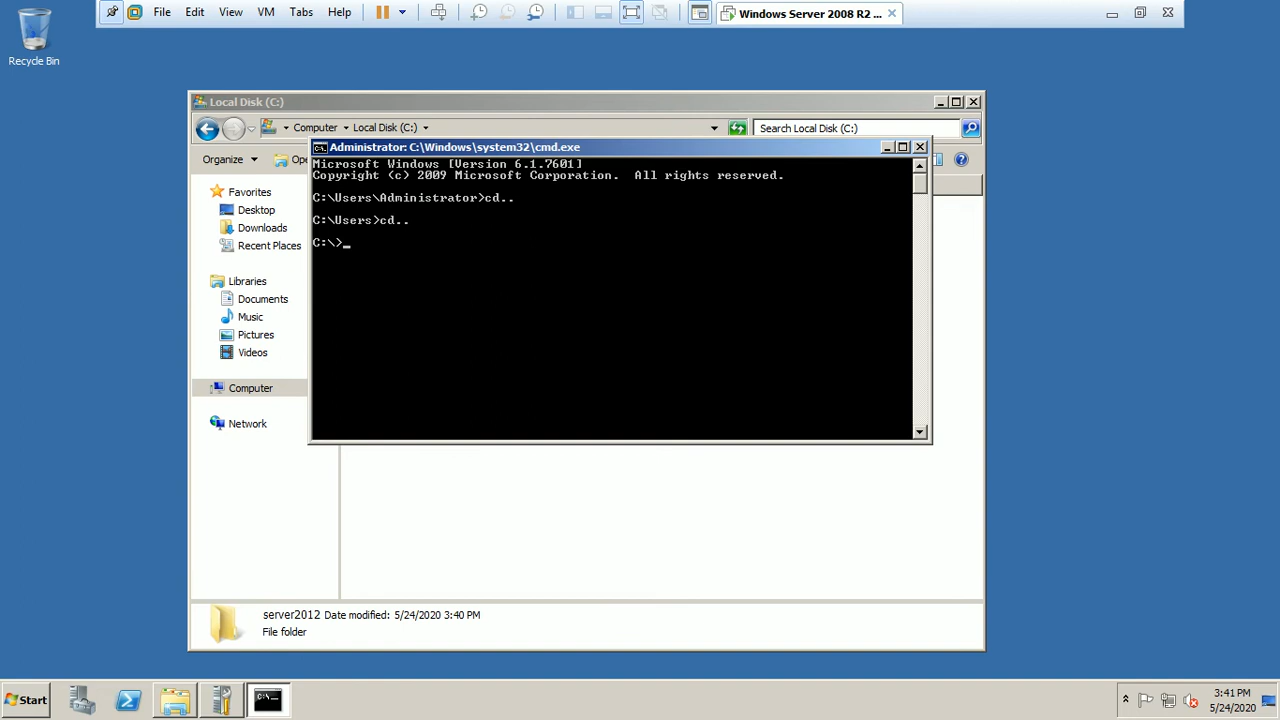 File Edit View VM Tabs Help
Windows Server 2008 R2 ...
Recycle Bin
Local Disk (C:)
Computer Local Disk (C:)
Search Local Disk (C:)
Organize
Administrator: C:\Windows\system32\cmd.exe
Microsoft Windows [Version 6.1.7601]
Copyright (c) 2009 Microsoft Corporation. All rights reserved.
C:\Users\Administrator>cd..
C:\Users>cd..
C:\>_
Favorites
Desktop
Downloads
Recent Places
Libraries
Documents
Music
Pictures
Videos
Computer
Network
server2012 Date modified: 5/24/2020 3:40 PM
File folder
Start
3:41 PM
5/24/2020